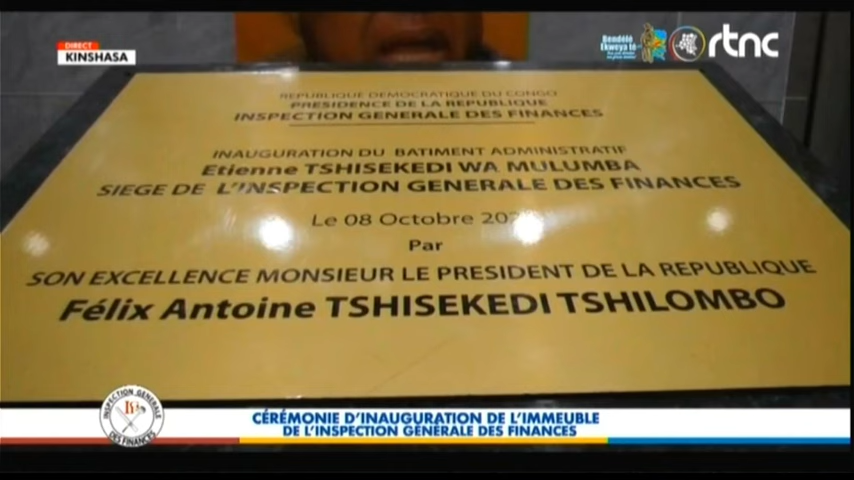 DIRECT
KINSHASA
Bendélé
Ekweya té
rtnc
REPUBLIQUE DEMOCRATIQUE DU CONGO
PRESIDENCE DE LA REPUBLIQUE
INSPECTION GENERALE DES FINANCES
INAUGURATION DU BATIMENT ADMINISTRATIF
Etienne TSHISEKEDI WA MULUMBA
SIEGE DE L'INSPECTION GENERALE DES FINANCES
Le 08 Octobre
Par
SON EXCELLENCE MONSIEUR LE PRESIDENT DE LA REPUBLIQUE
Félix Antoine TSHISEKEDI TSHILOMBO
INSPECTION GENERALE
DES FINANCES
CÉRÉMONIE D'INAUGURATION DE L'IMMEUBLE
DE L'INSPECTION GÉNÉRALE DES FINANCES